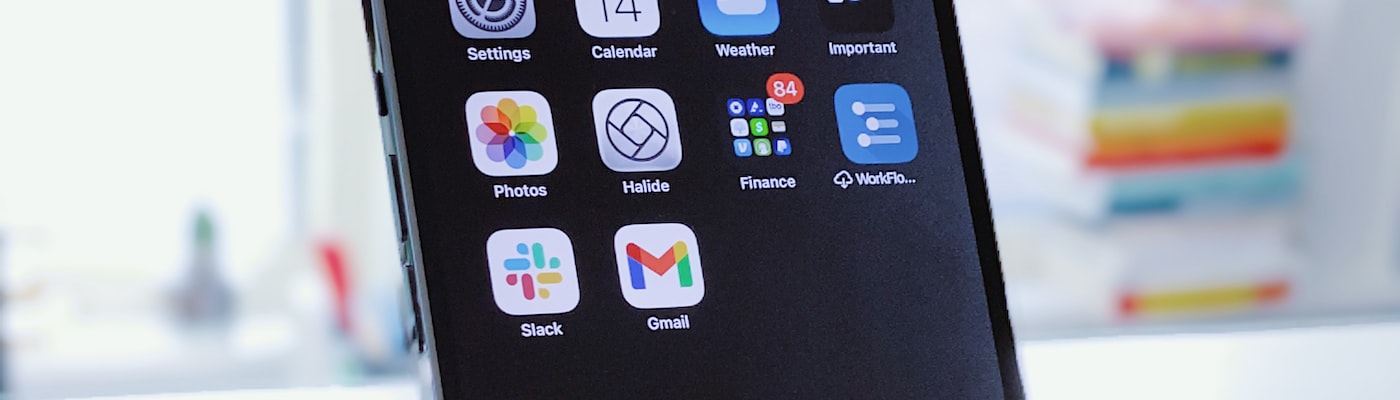 14
Settings
Calendar
Weather
Important
84
Photos
Halide
Finance
WorkFlo...
Slack
Gmail